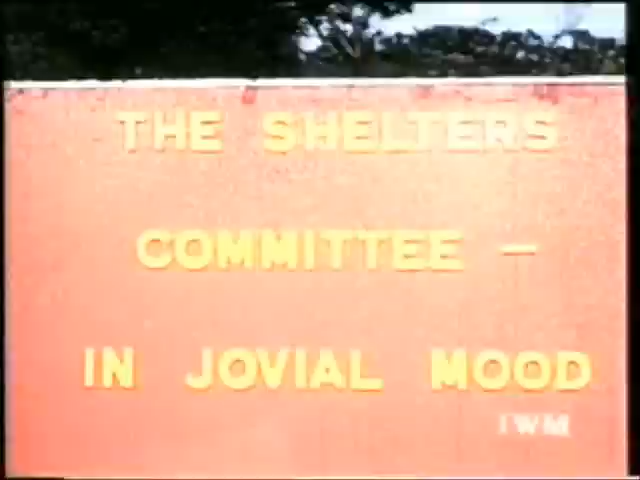 THE SHELTERS
COMMITTEE –
IN JOVIAL MOOD
IWM